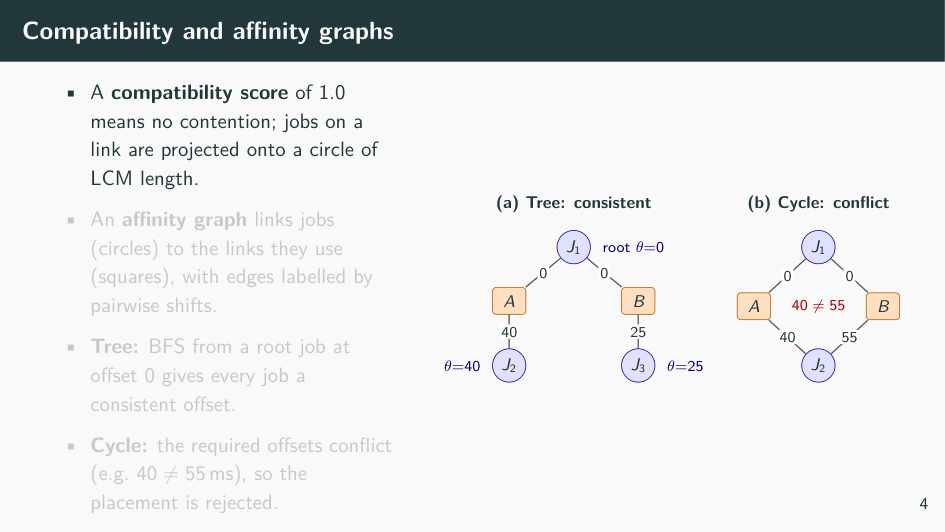 Compatibility and affinity graphs
▪ A compatibility score of 1.0
means no contention; jobs on a
link are projected onto a circle of
LCM length.
▪ An affinity graph links jobs
(circles) to the links they use
(squares), with edges labelled by
pairwise shifts.
▪ Tree: BFS from a root job at
offset 0 gives every job a
consistent offset.
▪ Cycle: the required offsets conflict
(e.g. 40 ≠ 55 ms), so the
placement is rejected.
(a) Tree: consistent
J₁ root θ=0
0 0
A B
40 25
θ=40 J₂ J₃ θ=25
(b) Cycle: conflict
J₁
0 0
A 40 ≠ 55 B
40 55
J₂
4